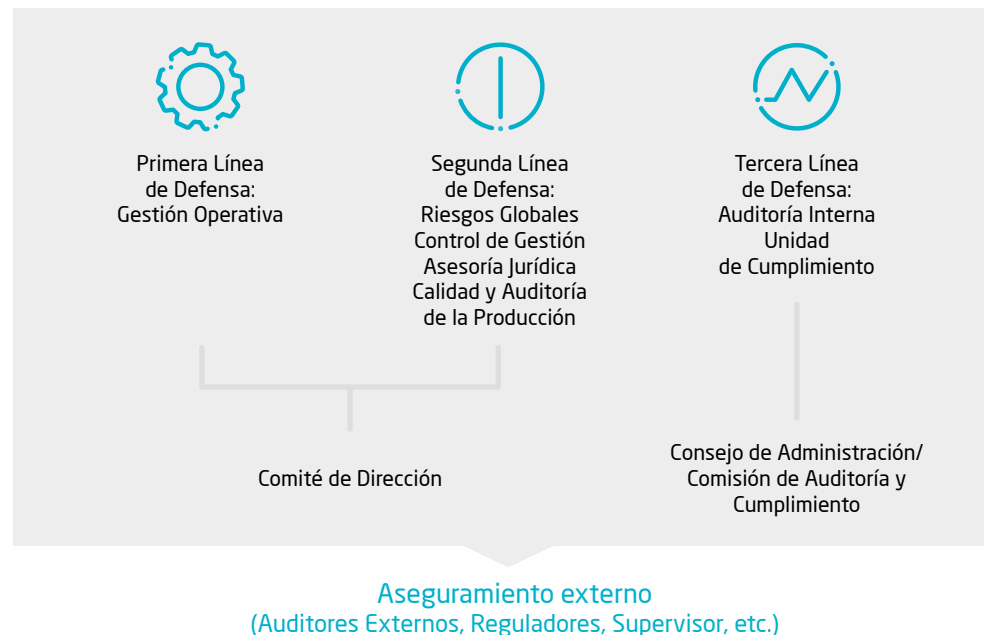 Primera Línea
de Defensa:
Gestión Operativa
Segunda Línea
de Defensa:
Riesgos Globales
Control de Gestión
Asesoría Jurídica
Calidad y Auditoría
de la Producción
Tercera Línea
de Defensa:
Auditoría Interna
Unidad
de Cumplimiento
Comité de Dirección
Consejo de Administración/
Comisión de Auditoría y
Cumplimiento
Aseguramiento externo
(Auditores Externos, Reguladores, Supervisor, etc.)